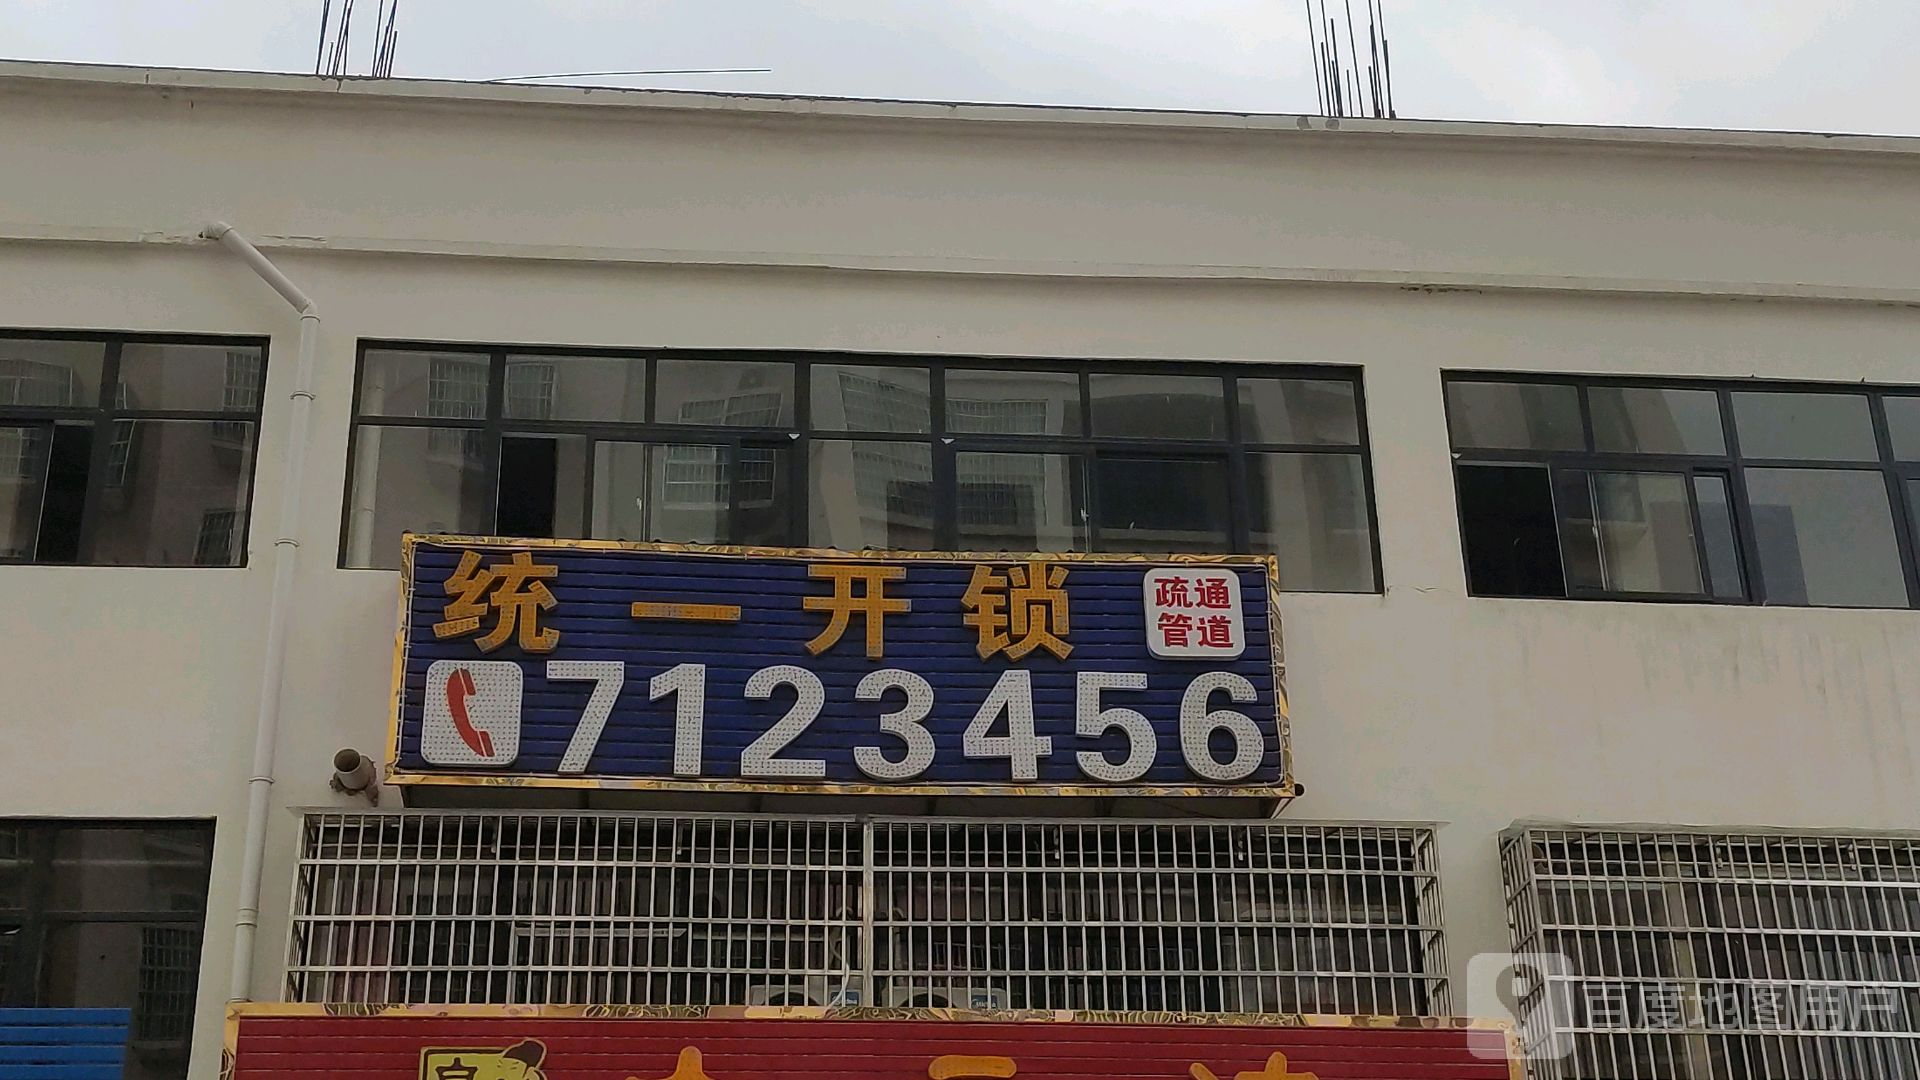 统一开锁
疏通
管道
7123456
百度地图用户